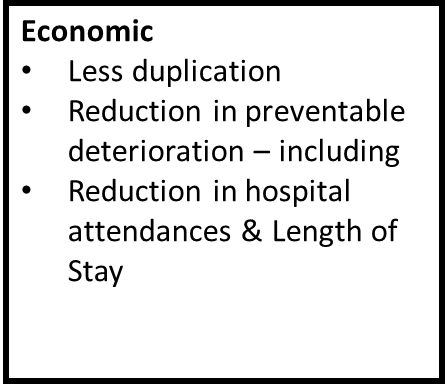 Economic
• Less duplication
• Reduction in preventable
deterioration – including
• Reduction in hospital
attendances & Length of
Stay